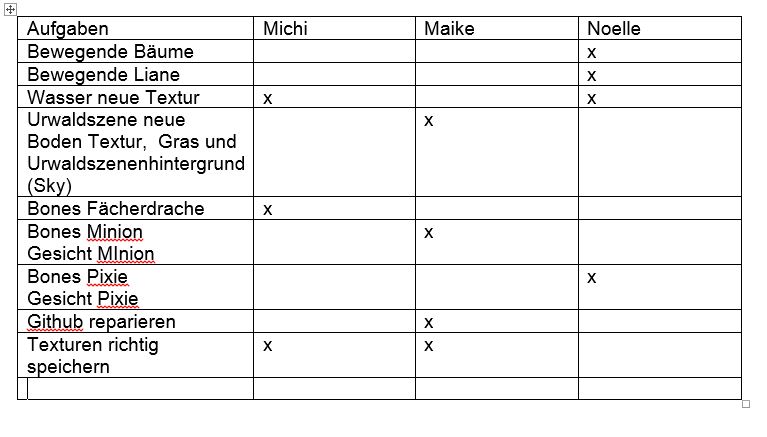 Aufgaben Michi Maike Noelle
Bewegende Bäume x
Bewegende Liane x
Wasser neue Textur x x
Urwaldszene neue x
Boden Textur,  Gras und
Urwaldszenenhintergrund
(Sky)
Bones Fächerdrache x
Bones Minion x
Gesicht MInion
Bones Pixie x
Gesicht Pixie
Github reparieren x
Texturen richtig x x
speichern